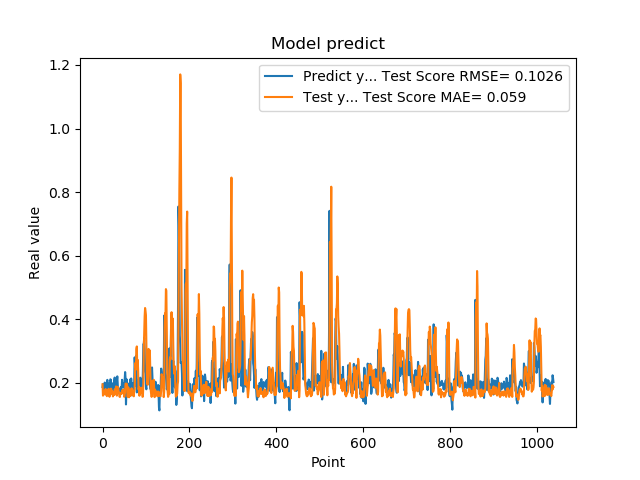 Model predict
Predict y... Test Score RMSE= 0.1026
Test y... Test Score MAE= 0.059
1.2
1.0
0.8
0.6
0.4
0.2
Real value
0 200 400 600 800 1000
Point